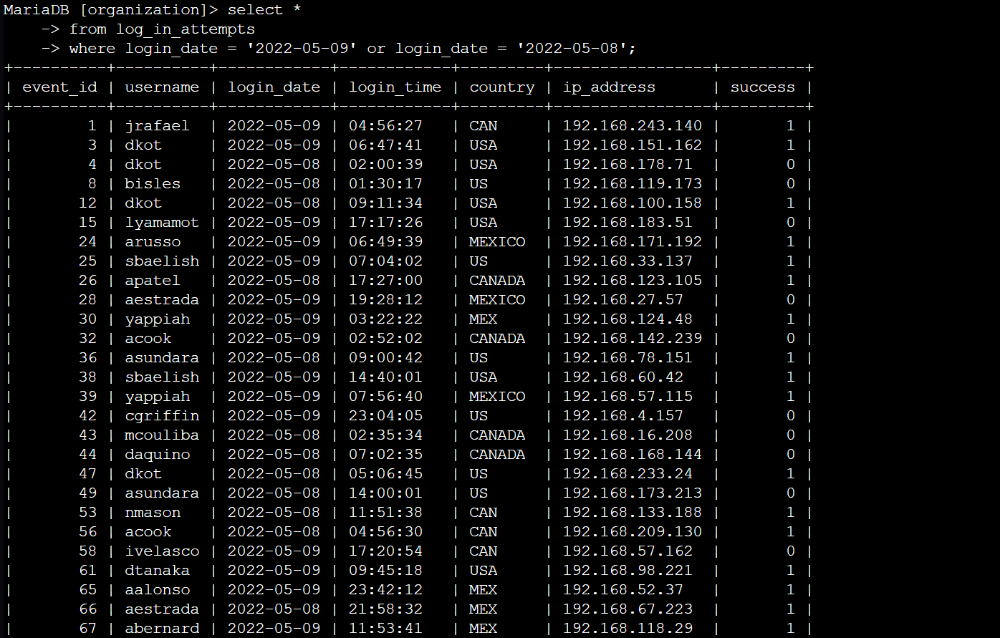 MariaDB [organization]> select *
    -> from log_in_attempts
    -> where login_date = '2022-05-09' or login_date = '2022-05-08';
+----------+----------+------------+------------+---------+-----------------+---------+
| event_id | username | login_date | login_time | country | ip_address      | success |
+----------+----------+------------+------------+---------+-----------------+---------+
|        1 | jrafael  | 2022-05-09 | 04:56:27   | CAN     | 192.168.243.140 |       1 |
|        3 | dkot     | 2022-05-09 | 06:47:41   | USA     | 192.168.151.162 |       1 |
|        4 | dkot     | 2022-05-08 | 02:00:39   | USA     | 192.168.178.71  |       0 |
|        8 | bisles   | 2022-05-08 | 01:30:17   | US      | 192.168.119.173 |       0 |
|       12 | dkot     | 2022-05-08 | 09:11:34   | USA     | 192.168.100.158 |       1 |
|       15 | lyamamot | 2022-05-09 | 17:17:26   | USA     | 192.168.183.51  |       0 |
|       24 | arusso   | 2022-05-09 | 06:49:39   | MEXICO  | 192.168.171.192 |       1 |
|       25 | sbaelish | 2022-05-09 | 07:04:02   | US      | 192.168.33.137  |       1 |
|       26 | apatel   | 2022-05-08 | 17:27:00   | CANADA  | 192.168.123.105 |       1 |
|       28 | aestrada | 2022-05-09 | 19:28:12   | MEXICO  | 192.168.27.57   |       0 |
|       30 | yappiah  | 2022-05-09 | 03:22:22   | MEX     | 192.168.124.48  |       1 |
|       32 | acook    | 2022-05-09 | 02:52:02   | CANADA  | 192.168.142.239 |       0 |
|       36 | asundara | 2022-05-08 | 09:00:42   | US      | 192.168.78.151  |       1 |
|       38 | sbaelish | 2022-05-09 | 14:40:01   | USA     | 192.168.60.42   |       1 |
|       39 | yappiah  | 2022-05-09 | 07:56:40   | MEXICO  | 192.168.57.115  |       1 |
|       42 | cgriffin | 2022-05-09 | 23:04:05   | US      | 192.168.4.157   |       0 |
|       43 | mcouliba | 2022-05-08 | 02:35:34   | CANADA  | 192.168.16.208  |       0 |
|       44 | daquino  | 2022-05-08 | 07:02:35   | CANADA  | 192.168.168.144 |       0 |
|       47 | dkot     | 2022-05-08 | 05:06:45   | US      | 192.168.233.24  |       1 |
|       49 | asundara | 2022-05-08 | 14:00:01   | US      | 192.168.173.213 |       0 |
|       53 | nmason   | 2022-05-08 | 11:51:38   | CAN     | 192.168.133.188 |       1 |
|       56 | acook    | 2022-05-08 | 04:56:30   | CAN     | 192.168.209.130 |       1 |
|       58 | ivelasco | 2022-05-09 | 17:20:54   | CAN     | 192.168.57.162  |       0 |
|       61 | dtanaka  | 2022-05-09 | 09:45:18   | USA     | 192.168.98.221  |       1 |
|       65 | aalonso  | 2022-05-09 | 23:42:12   | MEX     | 192.168.52.37   |       1 |
|       66 | aestrada | 2022-05-08 | 21:58:32   | MEX     | 192.168.67.223  |       1 |
|       67 | abernard | 2022-05-09 | 11:53:41   | MEX     | 192.168.118.29  |       1 |